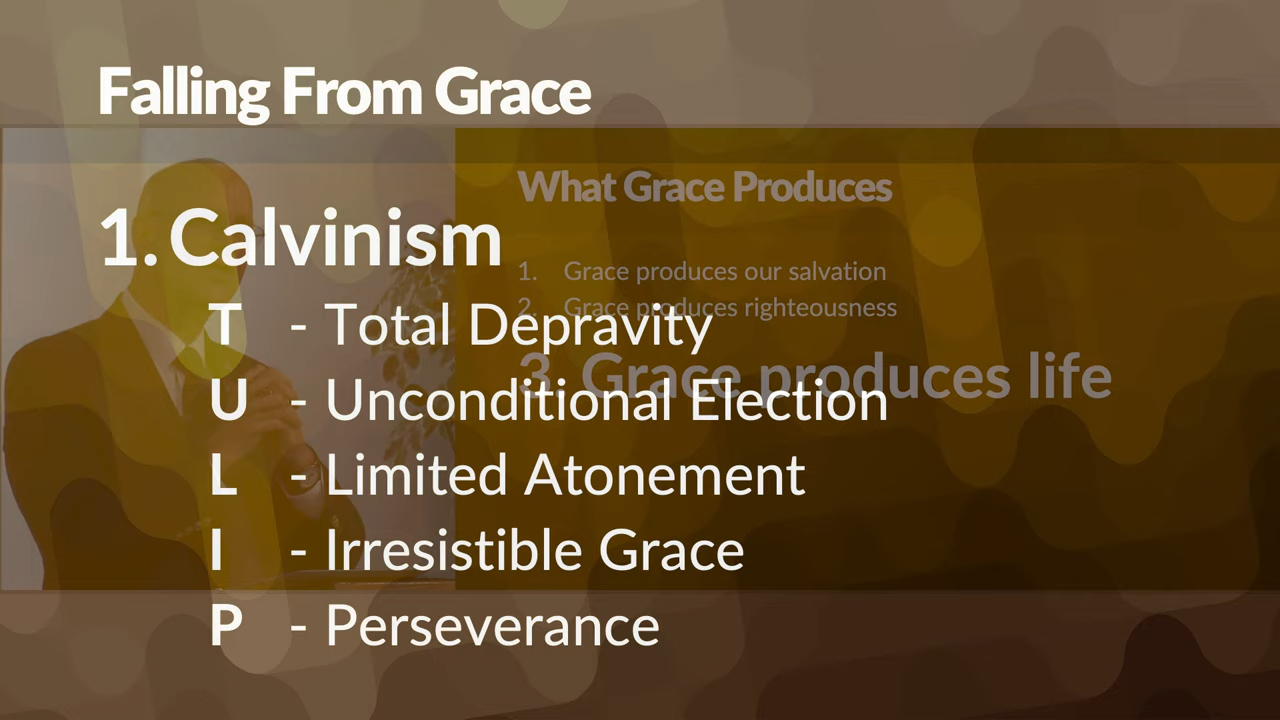 Falling From Grace
1. Calvinism
T - Total Depravity
U - Unconditional Election
L - Limited Atonement
I - Irresistible Grace
P - Perseverance
What Grace Produces
1. Grace produces our salvation
2. Grace produces righteousness
3. Grace produces life